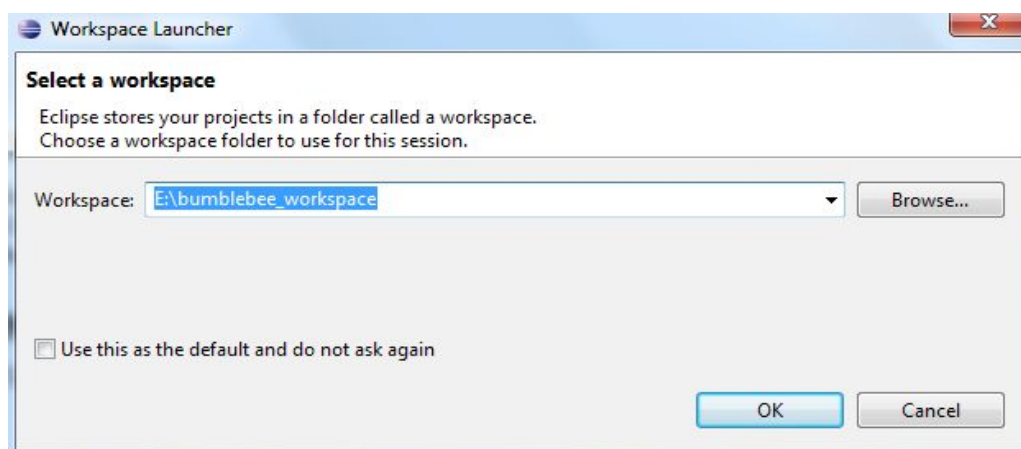 Workspace Launcher
Select a workspace
Eclipse stores your projects in a folder called a workspace.
Choose a workspace folder to use for this session.
Workspace: E:\bumblebee_workspace Browse...
Use this as the default and do not ask again
OK Cancel